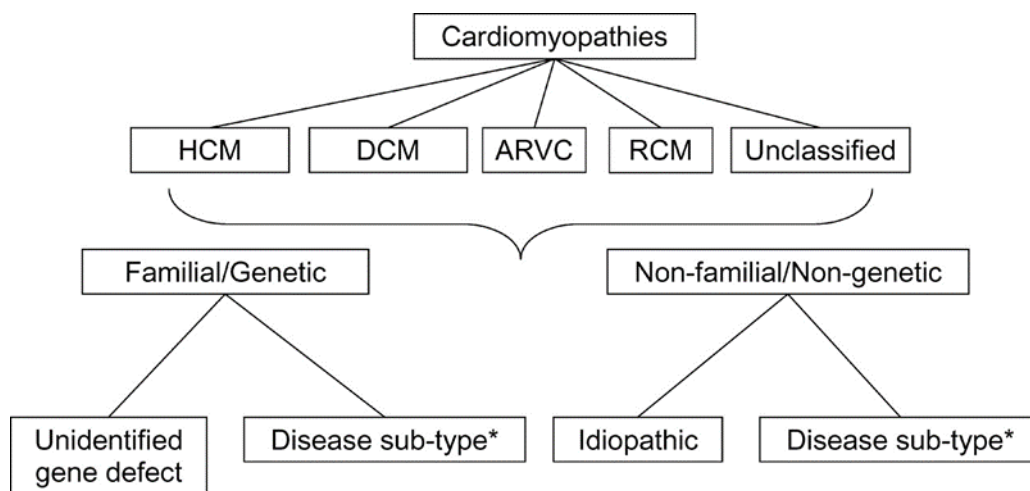 Cardiomyopathies
HCM
DCM
ARVC
RCM
Unclassified
Familial/Genetic
Non-familial/Non-genetic
Unidentified
gene defect
Disease sub-type*
Idiopathic
Disease sub-type*